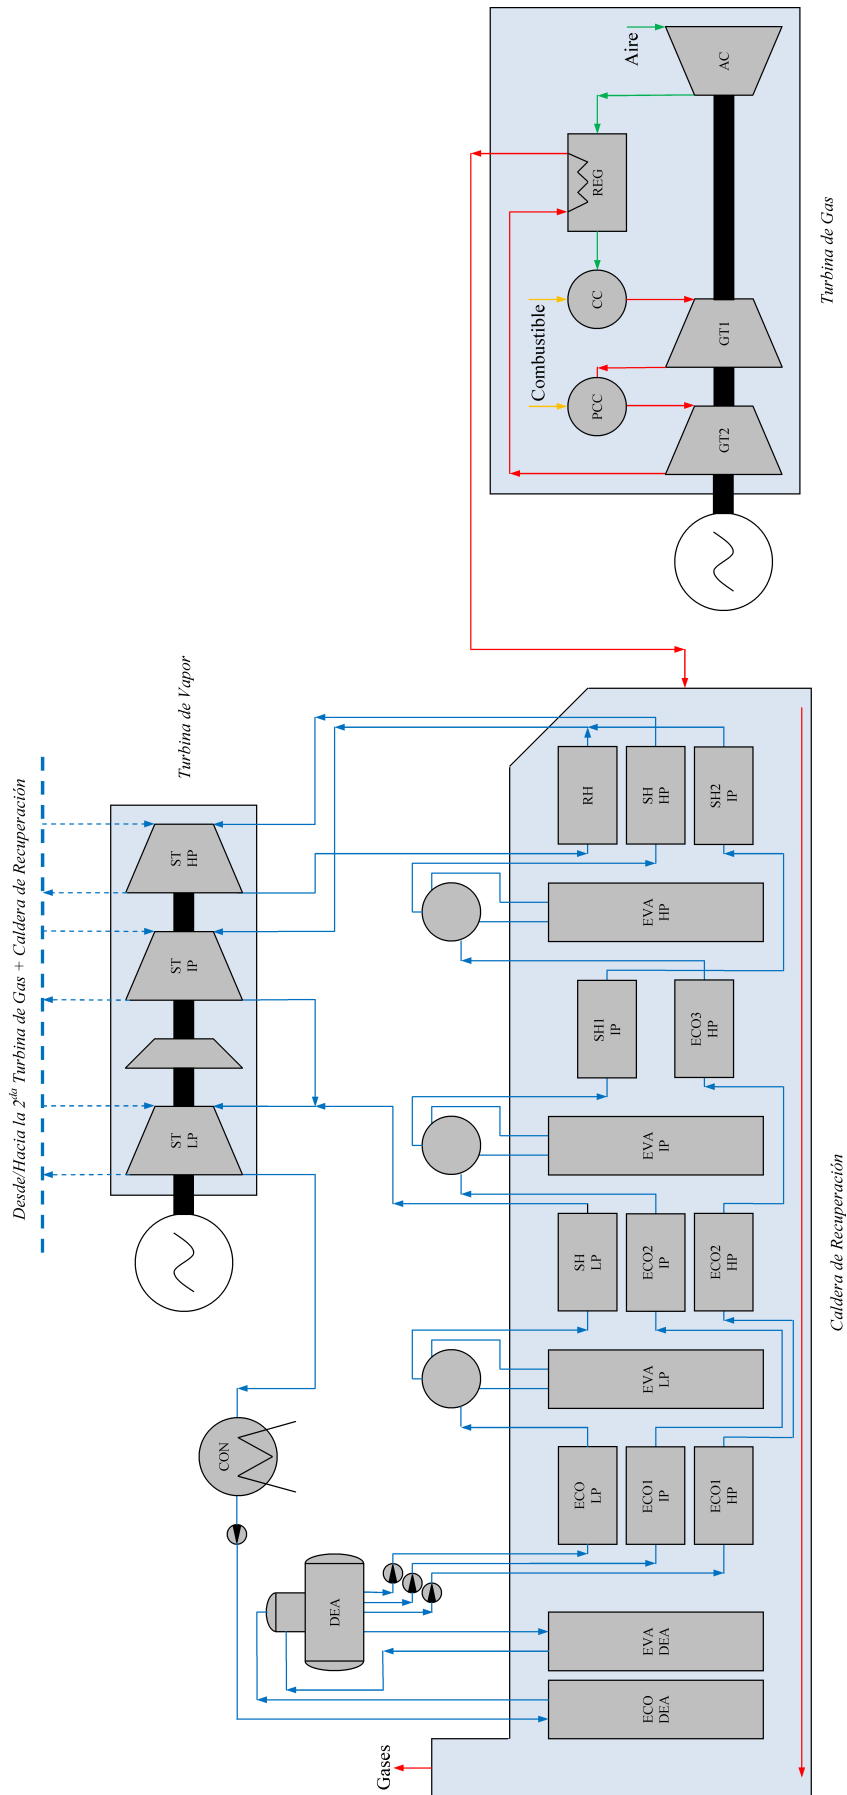 Desde/Hacia la 2da Turbina de Gas + Caldera de Recuperación
ST
LP
ST
IP
ST
HP
Turbina de Vapor
CON
DEA
Gases
Combustible
Aire
PCC
CC
REG
GT2
GT1
AC
Turbina de Gas
ECO
DEA
EVA
DEA
ECO
LP
ECO1
IP
ECO1
HP
EVA
LP
SH
LP
ECO2
IP
ECO2
HP
EVA
IP
SH1
IP
ECO3
HP
EVA
HP
RH
SH
HP
SH2
IP
Caldera de Recuperación